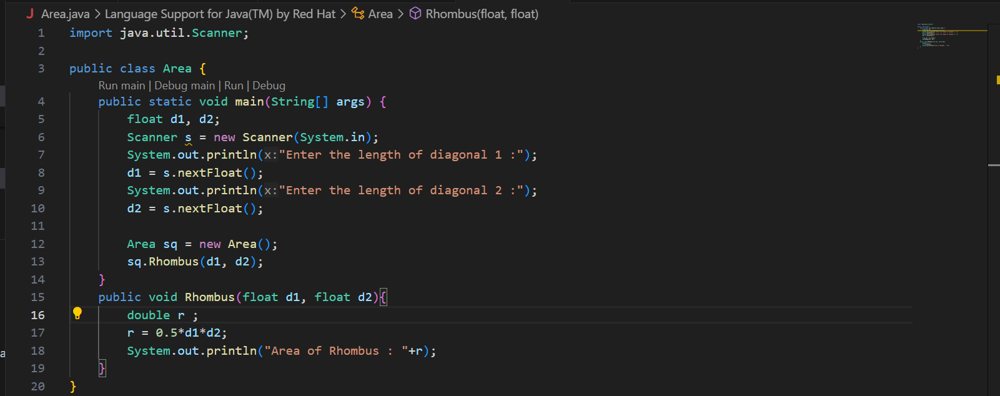 Area.java > Language Support for Java(TM) by Red Hat > Area > Rhombus(float, float)
1 import java.util.Scanner;
2
3 public class Area {
Run main | Debug main | Run | Debug
4 public static void main(String[] args) {
5 float d1, d2;
6 Scanner s = new Scanner(System.in);
7 System.out.println(x:"Enter the length of diagonal 1 :");
8 d1 = s.nextFloat();
9 System.out.println(x:"Enter the length of diagonal 2 :");
10 d2 = s.nextFloat();
11
12 Area sq = new Area();
13 sq.Rhombus(d1, d2);
14 }
15 public void Rhombus(float d1, float d2){
16 double r ;
17 r = 0.5*d1*d2;
18 System.out.println("Area of Rhombus : "+r);
19 }
20 }